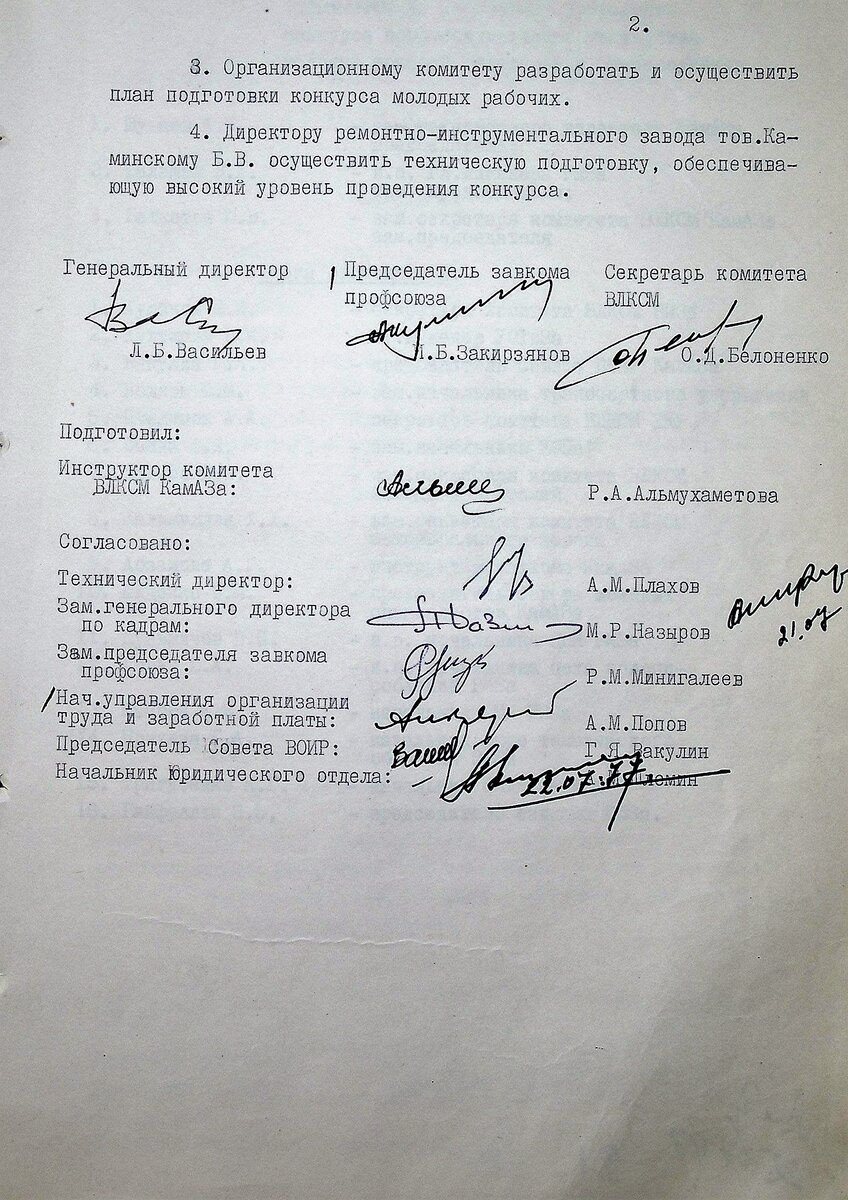 2.
3. Организационному комитету разработать и осуществить
план подготовки конкурса молодых рабочих.
4. Директору ремонтно-инструментального завода тов.Ка-
минскому Б.В. осуществить техническую подготовку, обеспечива-
ющую высокий уровень проведения конкурса.
Генеральный директор Председатель завкома Секретарь комитета
профсоюза ВЛКСМ
Л.Б.Васильев И.Б.Закирзянов О.Д.Белоненко
Подготовил:
Инструктор комитета
ВЛКСМ КамАЗа: Р.А.Альмухаметова
Согласовано:
Технический директор: А.М.Плахов
Зам.генерального директора
по кадрам: М.Р.Назыров
21.07
Зам.председателя завкома
профсоюза: Р.М.Минигалеев
Нач.управления организации
труда и заработной платы: А.М.Попов
Председатель Совета ВОИР: Г.Я.Вакулин
Начальник Юридического отдела:
22.07.77